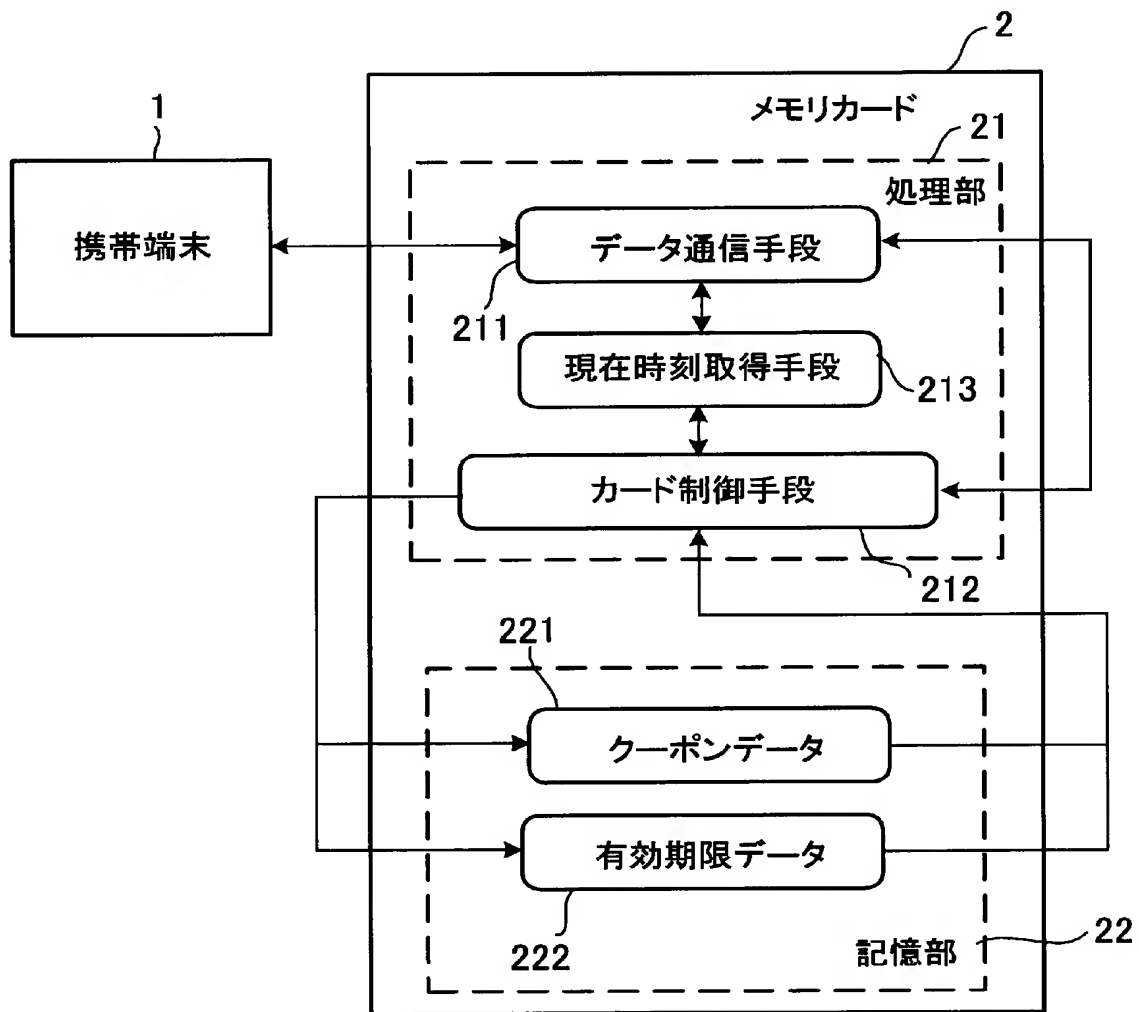 2
メモリカード
1
21
処理部
携帯端末
データ通信手段
211
現在時刻取得手段
213
カード制御手段
212
221
クーポンデータ
有効期限データ
222
記憶部
22